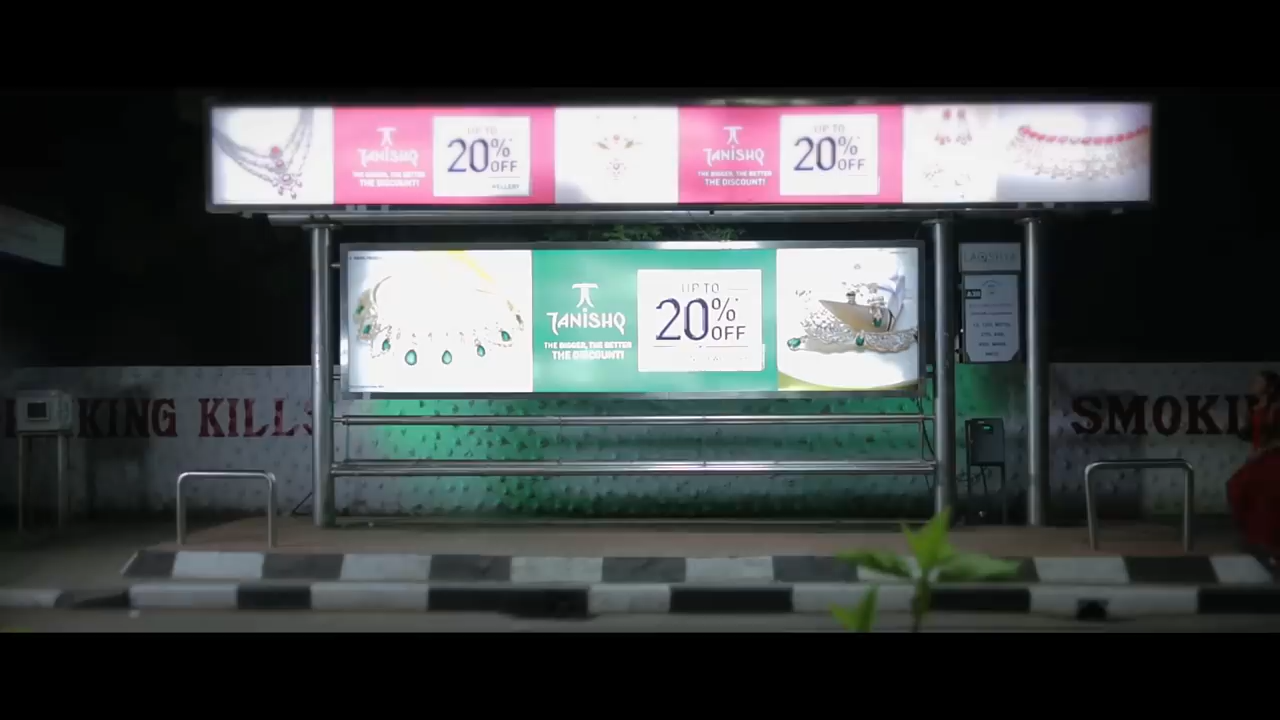 TANISHQ
THE BIGGER, THE BETTER
THE DISCOUNT!
UP TO
20%*
OFF
TANISHQ
THE BIGGER, THE BETTER
THE DISCOUNT!
UP TO
20%*
OFF
TANISHQ
THE BIGGER, THE BETTER
THE DISCOUNT!
UP TO
20%*
OFF
LAQSHYA
KING KILLS
SMOKI